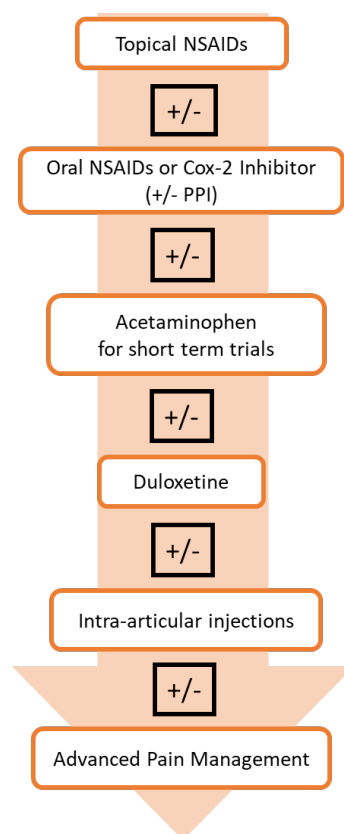 Topical NSAIDs
+/-
Oral NSAIDs or Cox-2 Inhibitor
(+/- PPI)
+/-
Acetaminophen
for short term trials
+/-
Duloxetine
+/-
Intra-articular injections
+/-
Advanced Pain Management